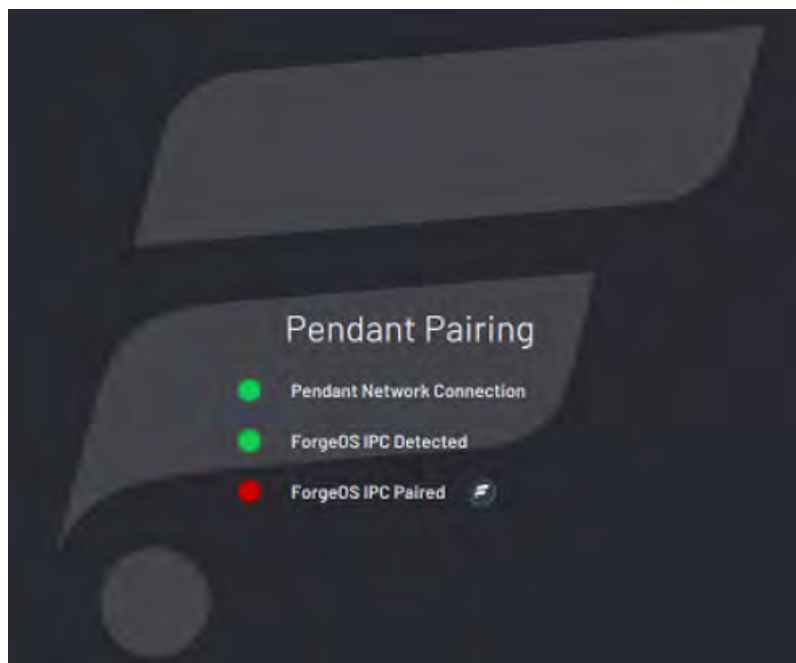 Pendant Pairing
Pendant Network Connection
ForgeOS IPC Detected
ForgeOS IPC Paired